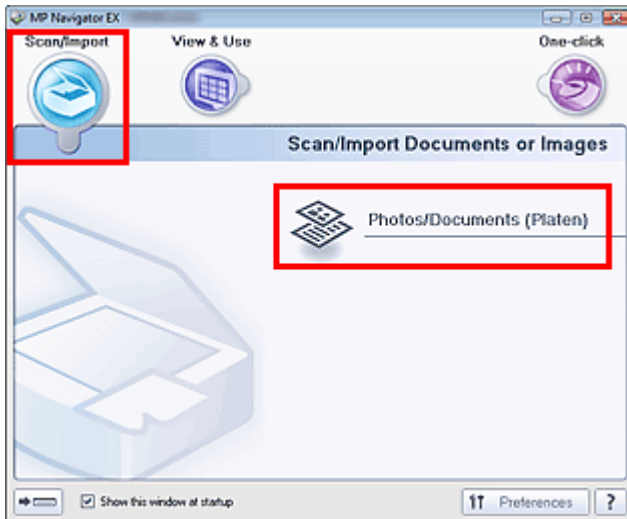 MP Navigator EX
Scan/Import View & Use One-click
Scan/Import Documents or Images
Photos/Documents (Platen)
Show this window at startup Preferences ?